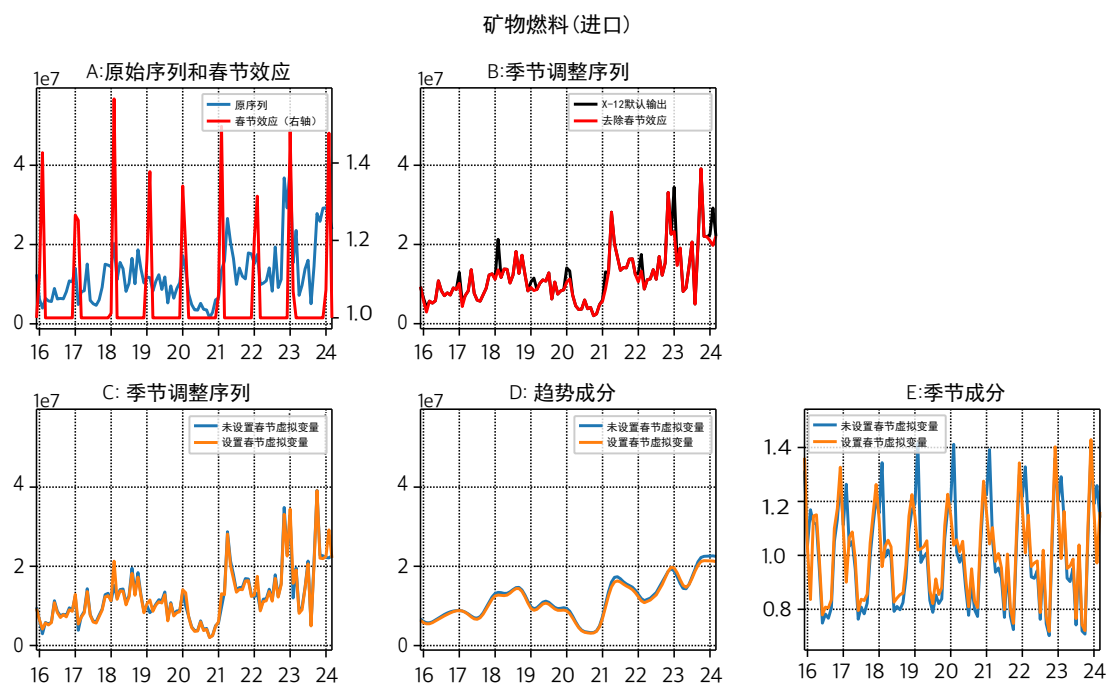 矿物燃料(进口)
A:原始序列和春节效应
1e7
原序列
春节效应（右轴）
4
2
0
1.4
1.2
1.0
16 17 18 19 20 21 22 23 24
B:季节调整序列
1e7
X-12默认输出
去除春节效应
4
2
0
16 17 18 19 20 21 22 23 24
C: 季节调整序列
1e7
未设置春节虚拟变量
设置春节虚拟变量
4
2
0
16 17 18 19 20 21 22 23 24
D: 趋势成分
1e7
未设置春节虚拟变量
设置春节虚拟变量
4
2
0
16 17 18 19 20 21 22 23 24
E:季节成分
未设置春节虚拟变量
设置春节虚拟变量
1.4
1.2
1.0
0.8
16 17 18 19 20 21 22 23 24